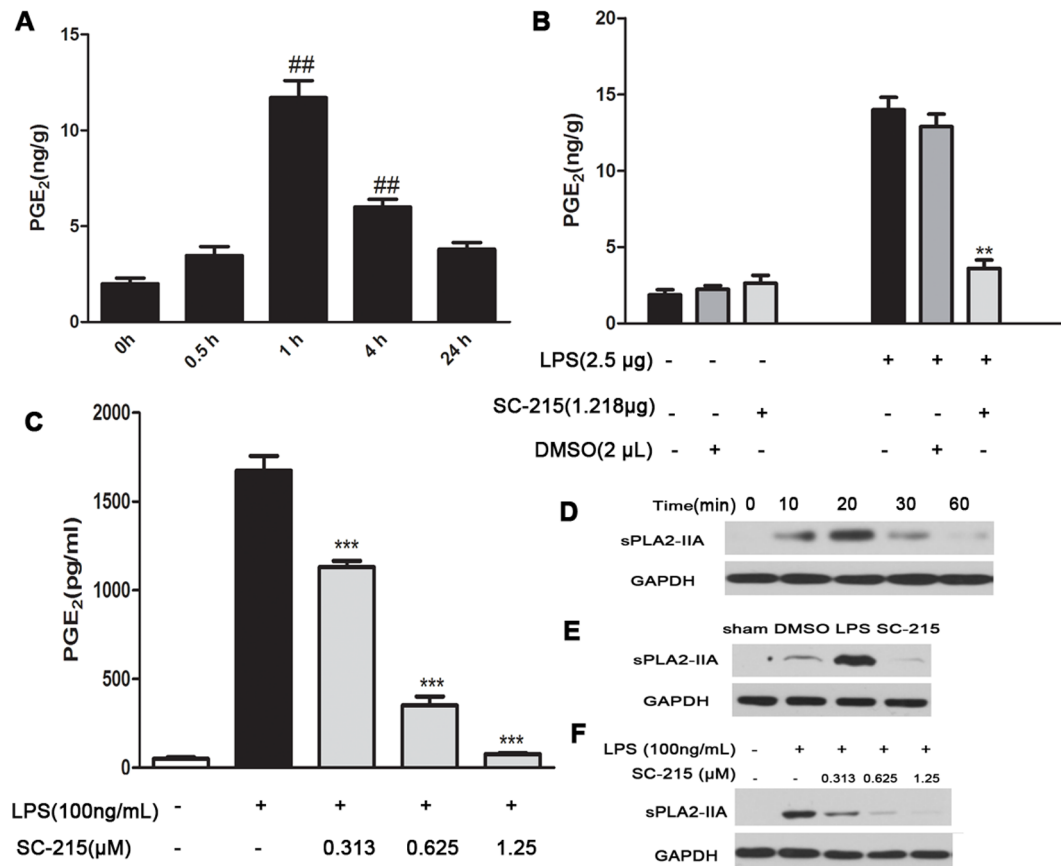 A
PGE2(ng/g)
15
10
5
0
##
##
0h 0.5 h 1 h 4 h 24 h
B
PGE2(ng/g)
20
15
10
5
0
**
LPS(2.5 µg) - - - + + +
SC-215(1.218µg) - - + - - +
DMSO(2 µL) - + - - + -
C
PGE2(pg/ml)
2000
1500
1000
500
0
***
***
***
LPS(100ng/mL) - + + + +
SC-215(µM) - - 0.313 0.625 1.25
D
Time(min) 0 10 20 30 60
sPLA2-IIA
GAPDH
E
sham DMSO LPS SC-215
sPLA2-IIA
GAPDH
F
LPS (100ng/mL) - + + + +
SC-215 (µM) - - 0.313 0.625 1.25
sPLA2-IIA
GAPDH